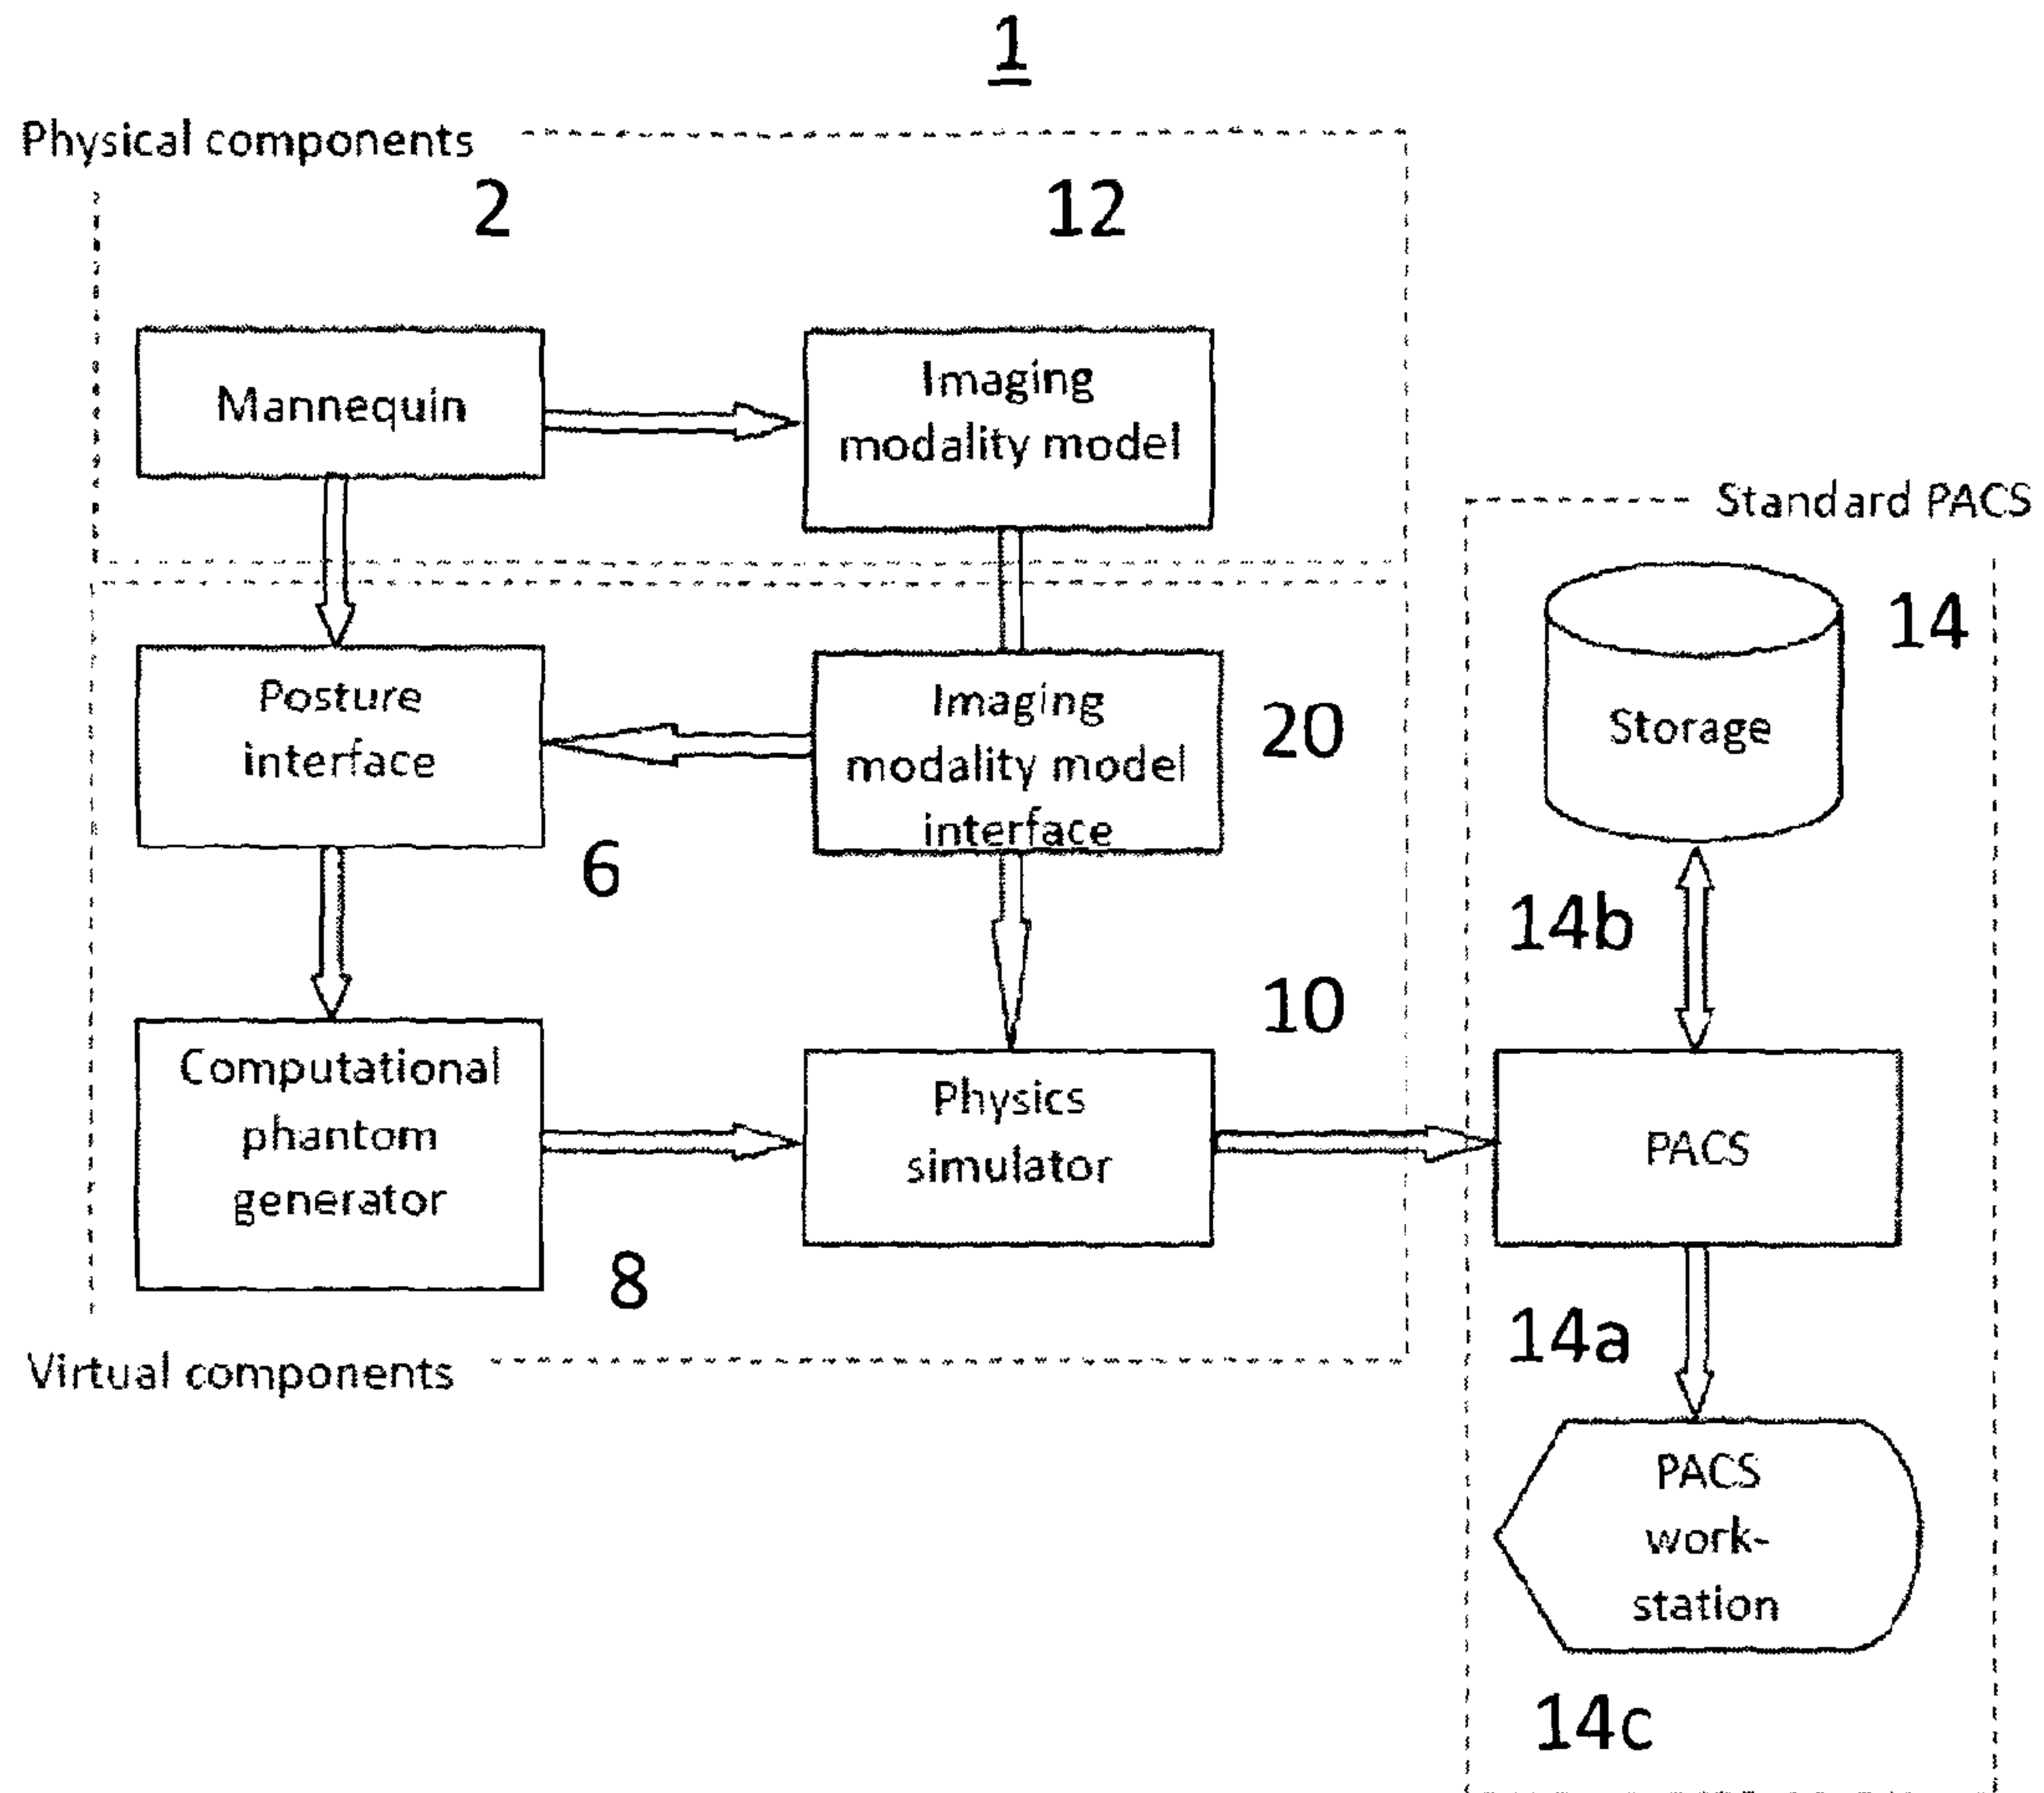 1
Physical components
2
12
Mannequin
Imaging
modality model
Standard PACS
14
Storage
Posture
interface
6
Imaging
modality model
interface
20
14b
10
Computational
phantom
generator
8
Physics
simulator
PACS
14a
Virtual components
PACS
work-
station
14c